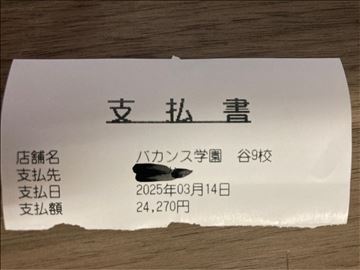 支 払 書
店舗名 バカンス学園 谷9校
支払先
支払日 2025年03月14日
支払額 24,270円